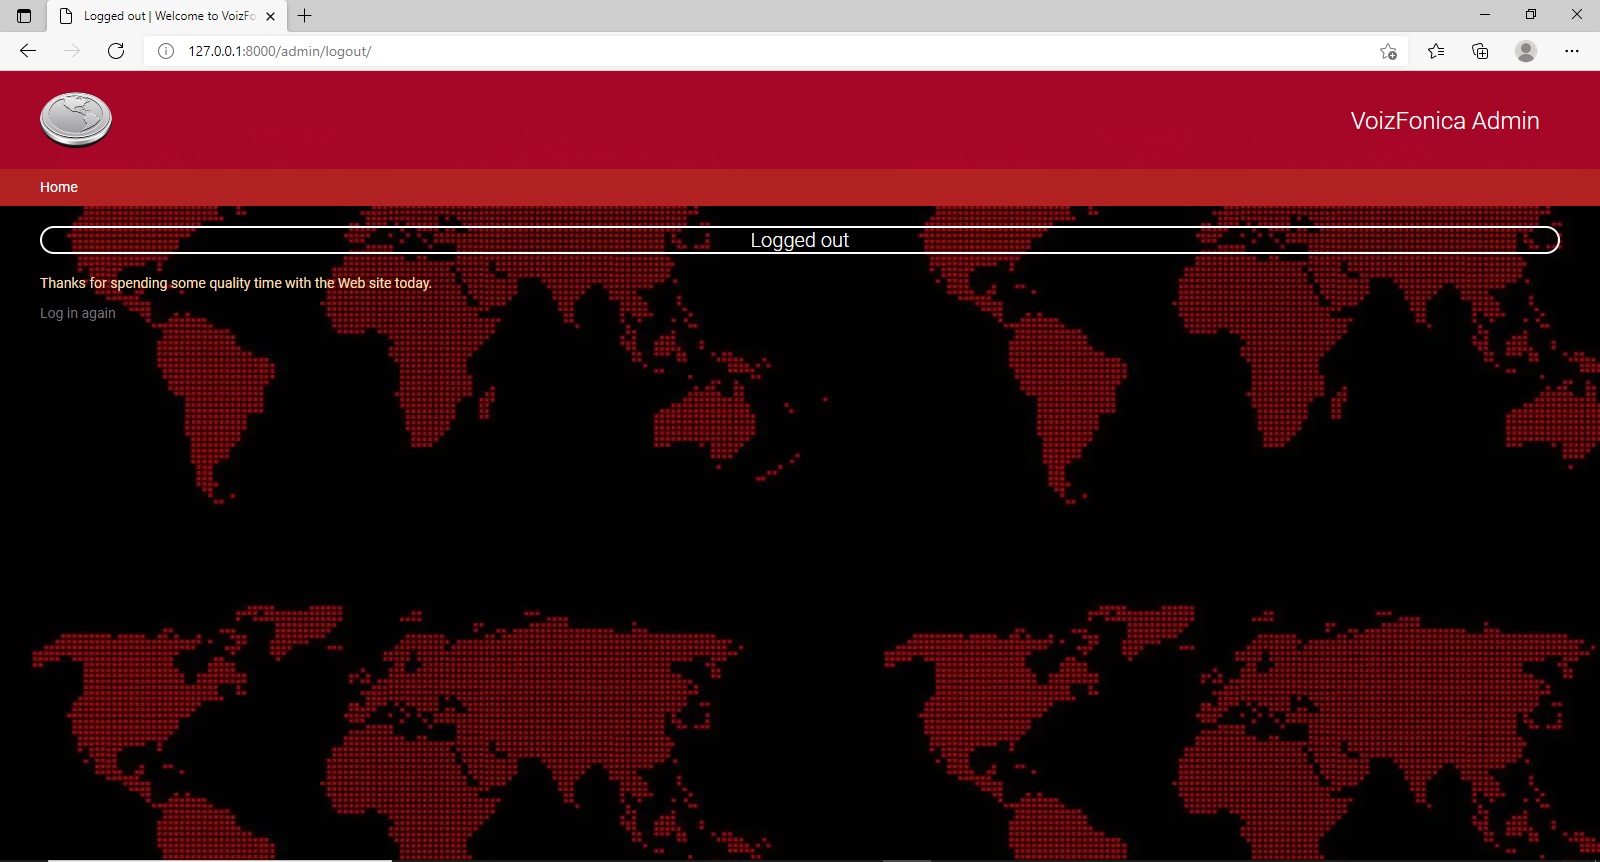 Logged out | Welcome to VoizFo
127.0.0.1:8000/admin/logout/
VoizFonica Admin
Home
Logged out
Thanks for spending some quality time with the Web site today.
Log in again